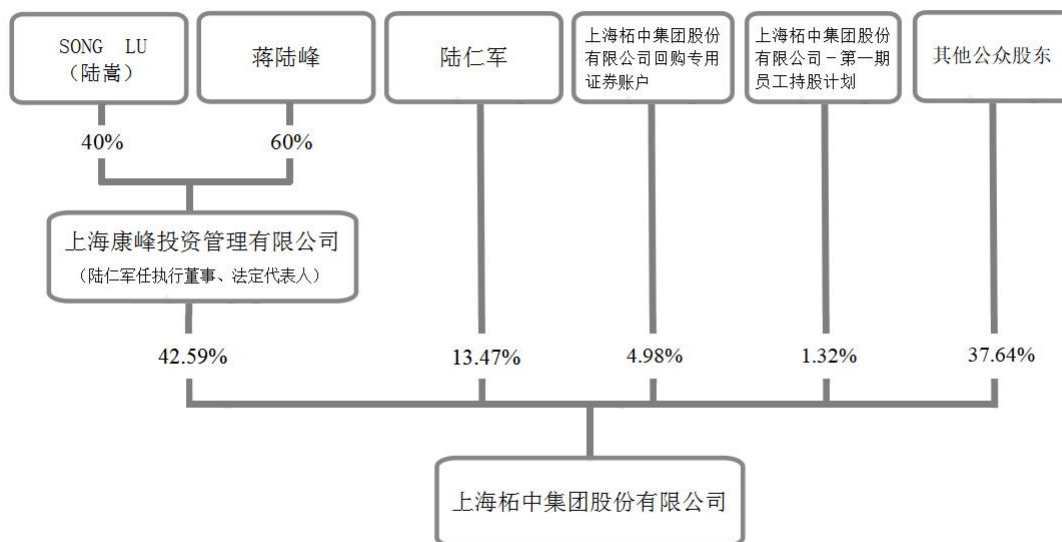 SONG LU
（陆嵩）
蒋陆峰
陆仁军
上海柘中集团股份
有限公司回购专用
证券账户
上海柘中集团股份
有限公司－第一期
员工持股计划
其他公众股东
40%
60%
上海康峰投资管理有限公司
（陆仁军任执行董事、法定代表人）
42.59%
13.47%
4.98%
1.32%
37.64%
上海柘中集团股份有限公司